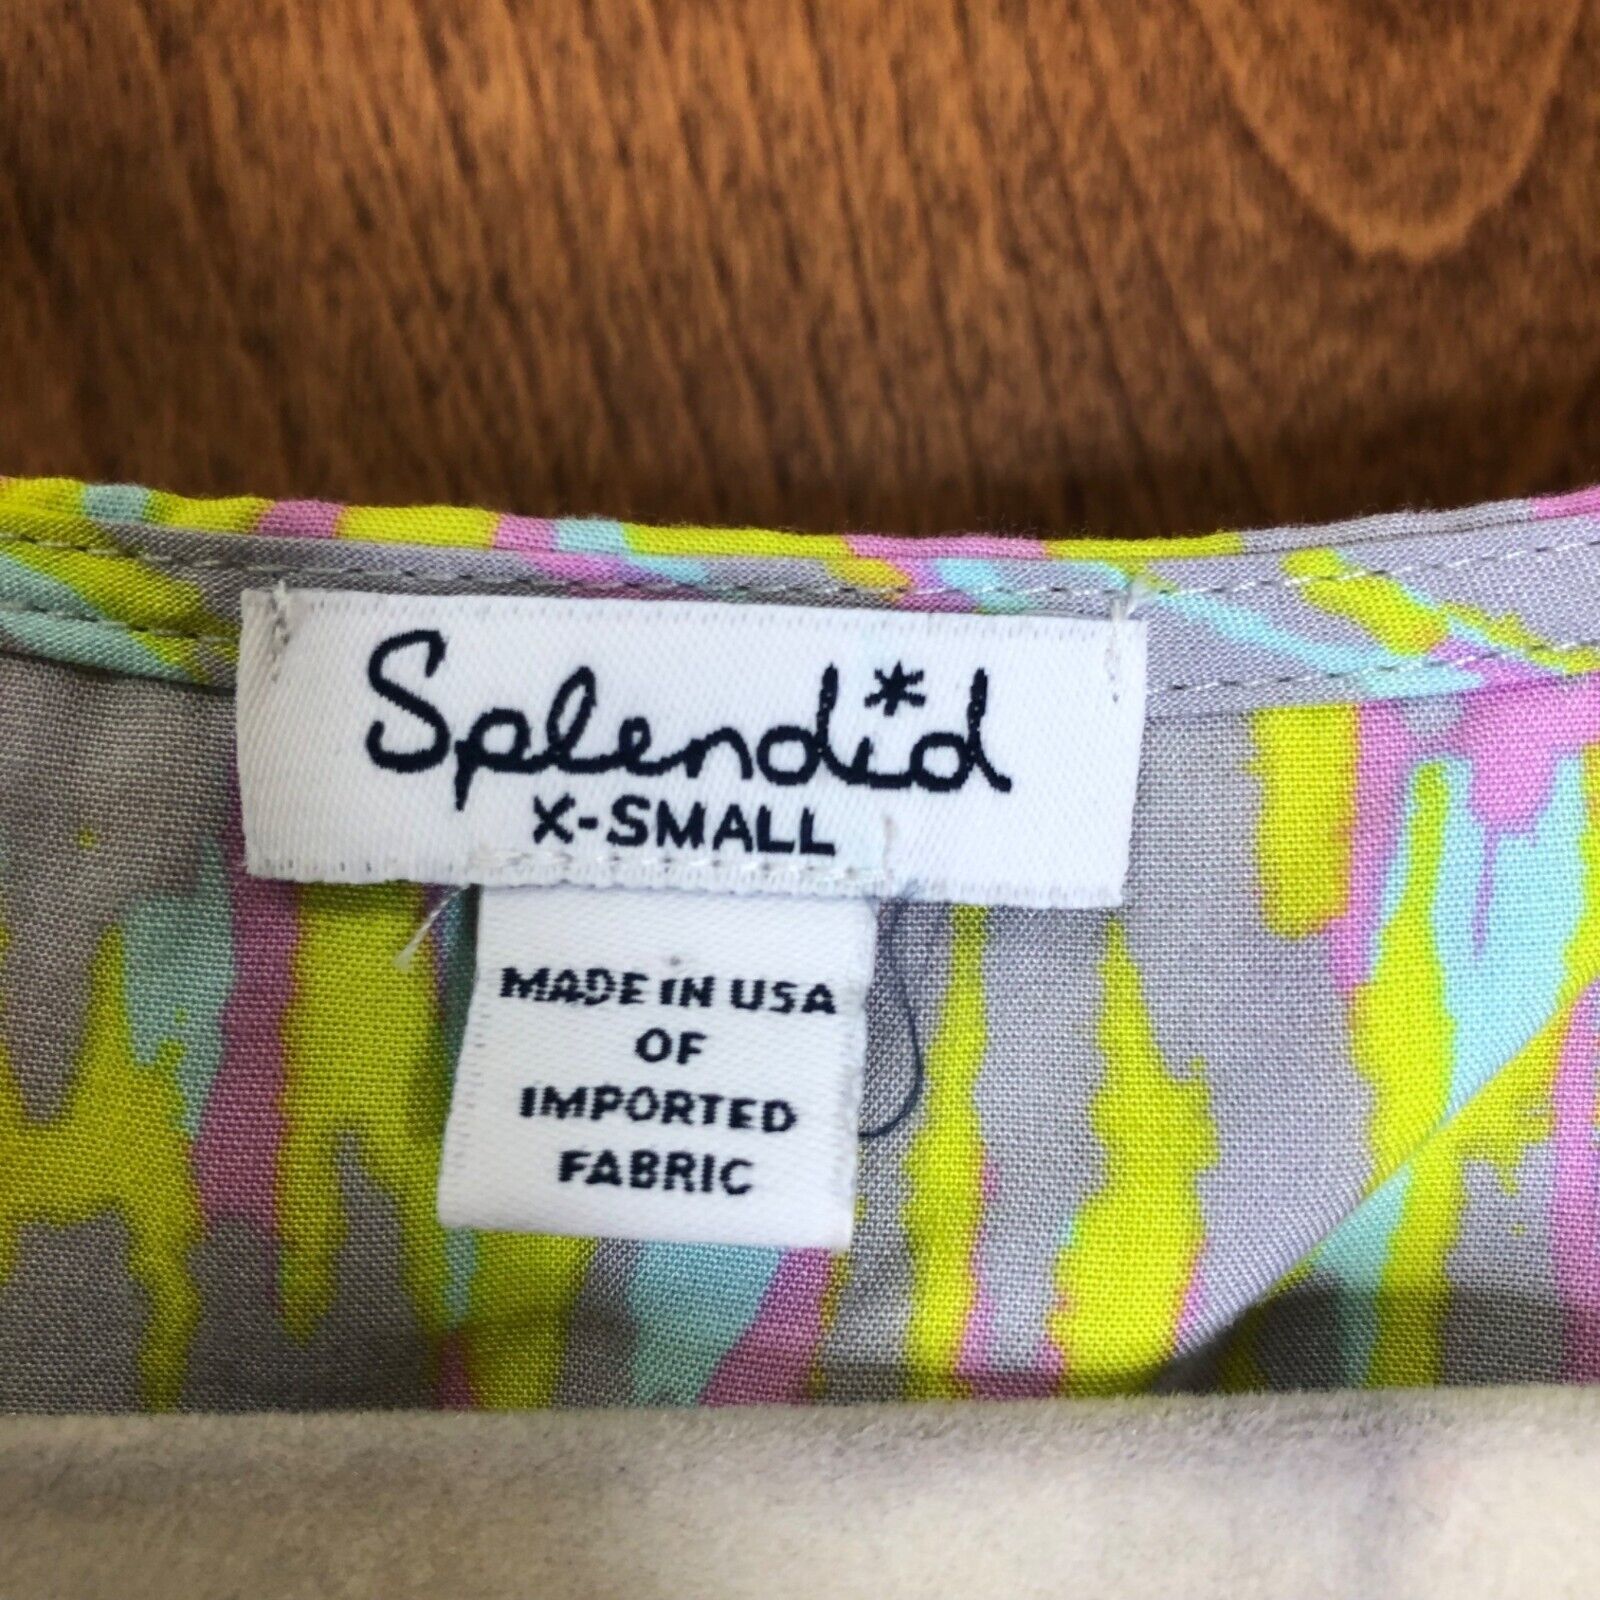 Splendid
X-SMALL
MADE IN USA
OF
IMPORTED
FABRIC